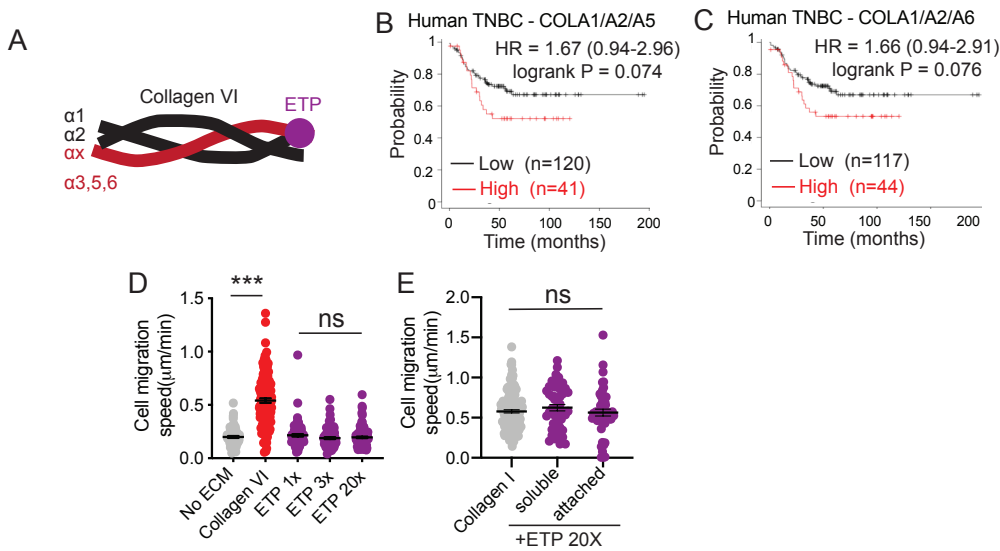 A
Collagen VI
ETP
α1
α2
αx
α3,5,6
B
Human TNBC - COLA1/A2/A5
HR = 1.67 (0.94-2.96)
logrank P = 0.074
Probability
1
0.8
0.6
0.4
0.2
0
Low (n=120)
High (n=41)
0 50 100 150 200
Time (months)
C
Human TNBC - COLA1/A2/A6
HR = 1.66 (0.94-2.91)
logrank P = 0.076
Probability
1
0.8
0.6
0.4
0.2
0
Low (n=117)
High (n=44)
0 50 100 150 200
Time (months)
D
Cell migration
speed(μm/min)
1.5
1.0
0.5
0.0
***
ns
No ECM
Collagen VI
ETP 1x
ETP 3x
ETP 20x
E
Cell migration
speed(μm/min)
2.0
1.5
1.0
0.5
0.0
ns
Collagen I
soluble
attached
+ETP 20X